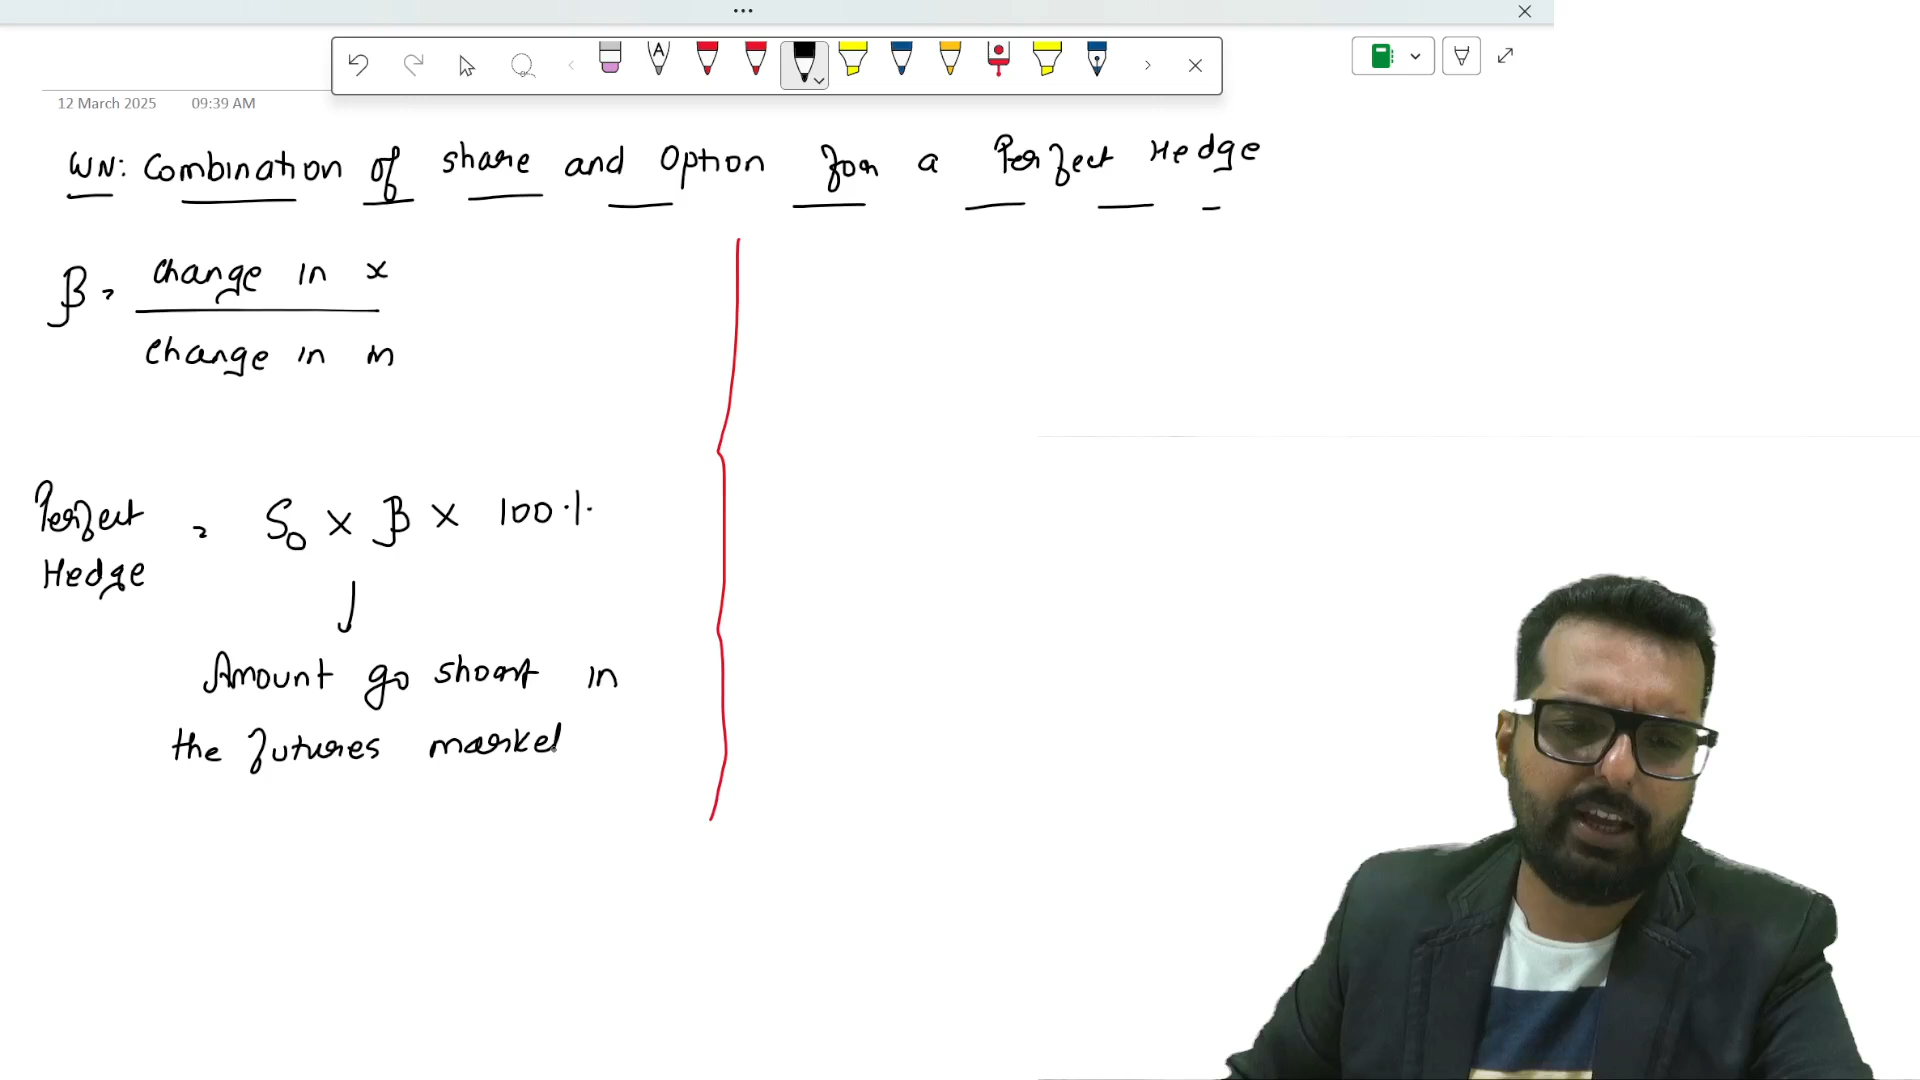 12 March 2025 09:39 AM
WN: Combination of share and Option for a Perfect Hedge
β = change in x
change in m
Perfect Hedge = S0 × β × 100%
Amount go short in
the futures market
A